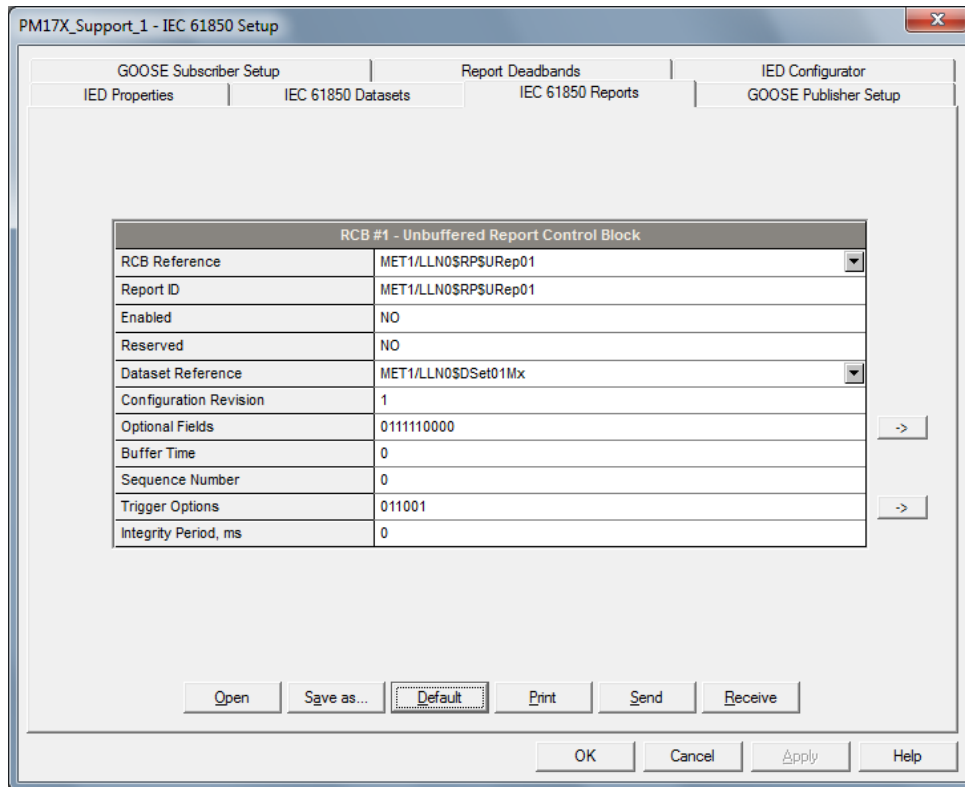 PM17X_Support_1 - IEC 61850 Setup
x
GOOSE Subscriber Setup Report Deadbands IED Configurator
IED Properties IEC 61850 Datasets IEC 61850 Reports GOOSE Publisher Setup
RCB #1 - Unbuffered Report Control Block
RCB Reference MET1/LLN0$RP$URep01
Report ID MET1/LLN0$RP$URep01
Enabled NO
Reserved NO
Dataset Reference MET1/LLN0$DSet01Mx
Configuration Revision 1
Optional Fields 0111110000 ->
Buffer Time 0
Sequence Number 0
Trigger Options 011001 ->
Integrity Period, ms 0
Open Save as... Default Print Send Receive
OK Cancel Apply Help